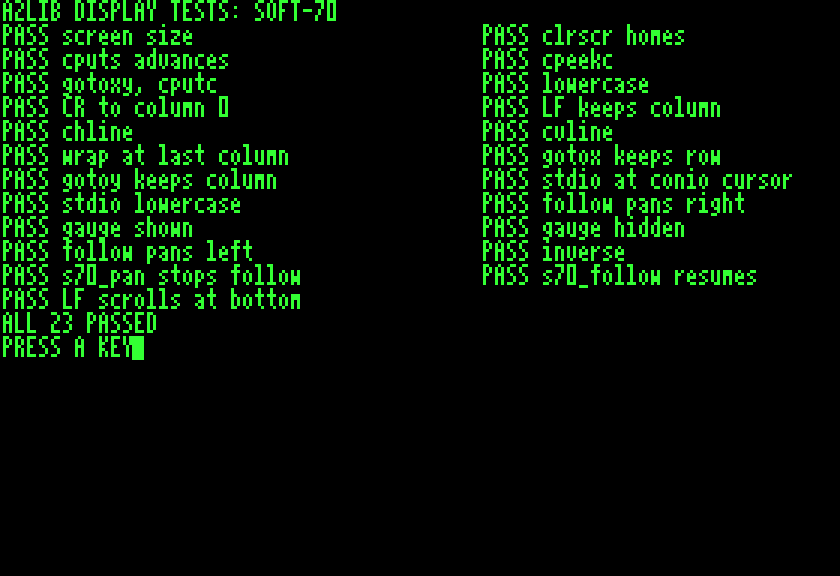 A2LIB DISPLAY TESTS: SOFT-70
PASS screen size PASS clrscr homes
PASS cputs advances PASS cpeekc
PASS gotoxy, cputc PASS lowercase
PASS CR to column 0 PASS LF keeps column
PASS chline PASS cvline
PASS wrap at last column PASS gotox keeps row
PASS gotoy keeps column PASS stdio at conio cursor
PASS stdio lowercase PASS follow pans right
PASS gauge shown PASS gauge hidden
PASS follow pans left PASS inverse
PASS s70_pan stops follow PASS s70_follow resumes
PASS LF scrolls at bottom
ALL 23 PASSED
PRESS A KEY